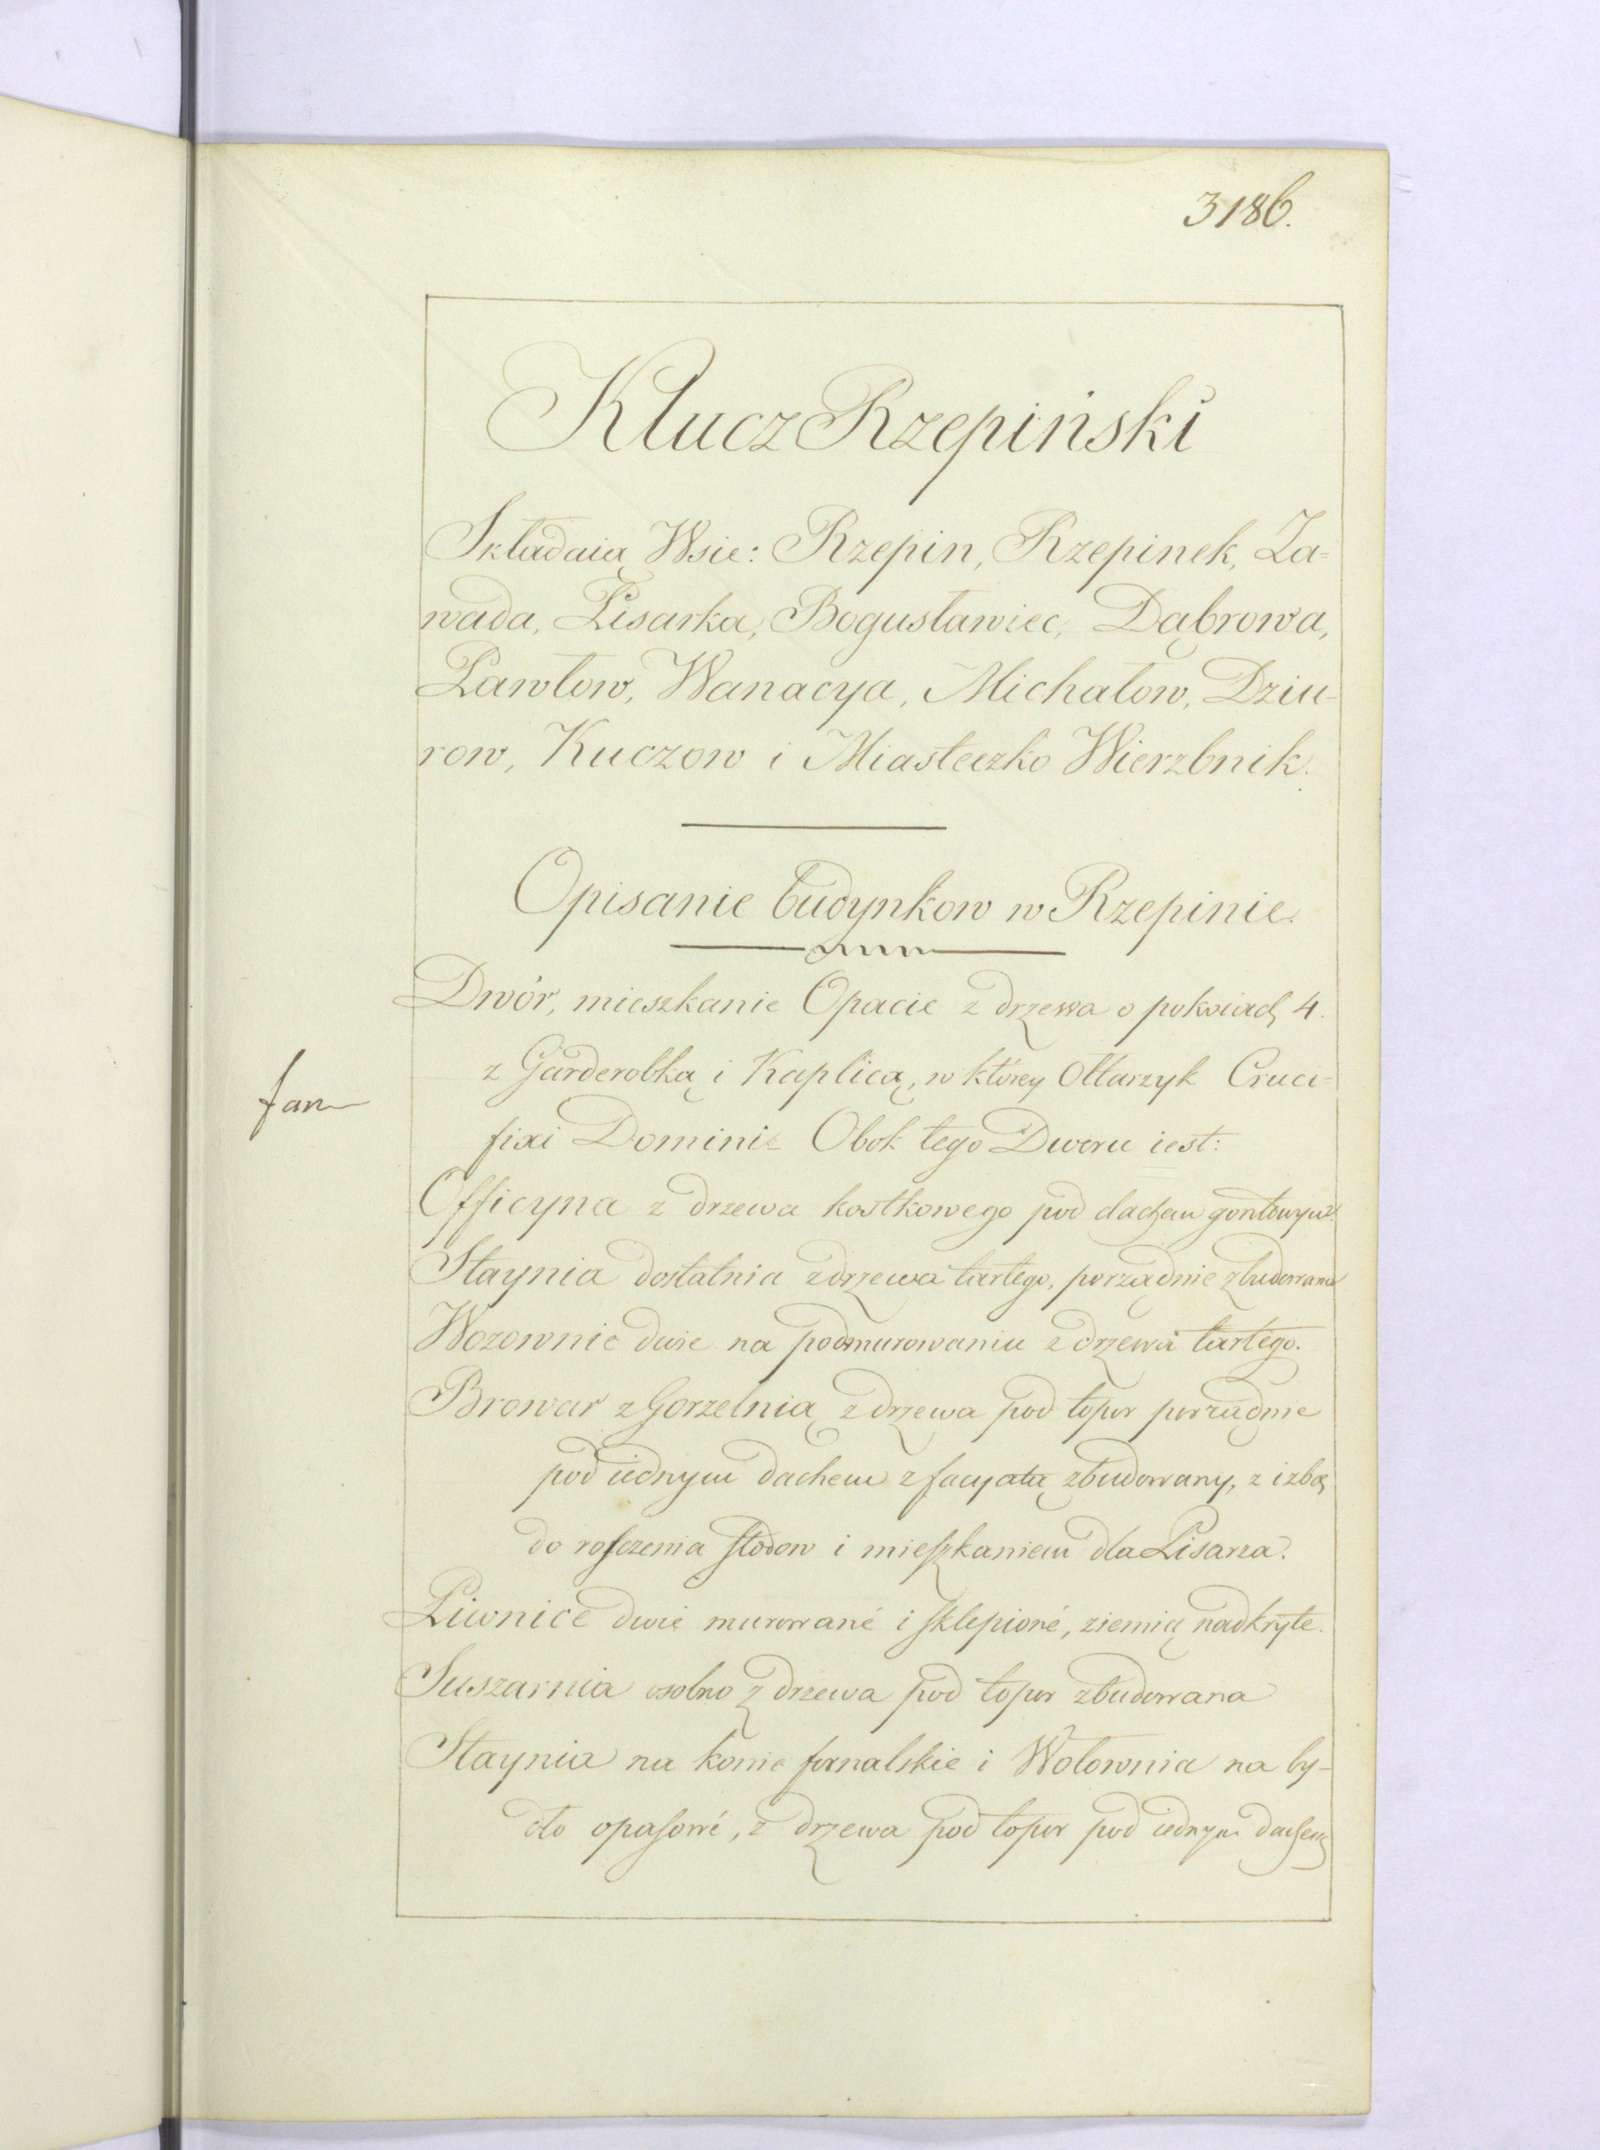 3186.
Klucz Rzepiński
Składaią Wsie: Rzepin, Rzepinek, Za-
wada, Pisarka, Bogusławiec, Dąbrowa,
Pawłow, Wanacya, Michałow, Dziu-
row, Kuczow i Miasteczko Wierzbnik.
Opisanie budynkow w Rzepinie.
Dwór, mieszkanie Opacie z drzewa o pokoiach 4.
z Garderobką i Kaplicą, w którey Ołtarzyk Cruci-
fixi Domini. Obok tego Dworu iest:
Officyna z drzewa kostkowego pod dachem gontowym.
Staynia dostatnia z drzewa tartego, porządnie zbudowana
Wozownie dwie na podmurowaniu z drzewa tartego.
Browar z Gorzelnią z drzewa pod topor porządnie
pod iednym dachem z facyatą zbudowany, z izbą
do rosczenia słodow i mieszkaniem dla Pisarza.
Piwnice dwie murowané i sklepioné, ziemią nadkryte.
Suszarnia osobno z drzewa pod topor zbudowana
Staynia na konie fornalskie i Wołownia na by-
dło opasowé, z drzewa pod topor pod iednym dachem